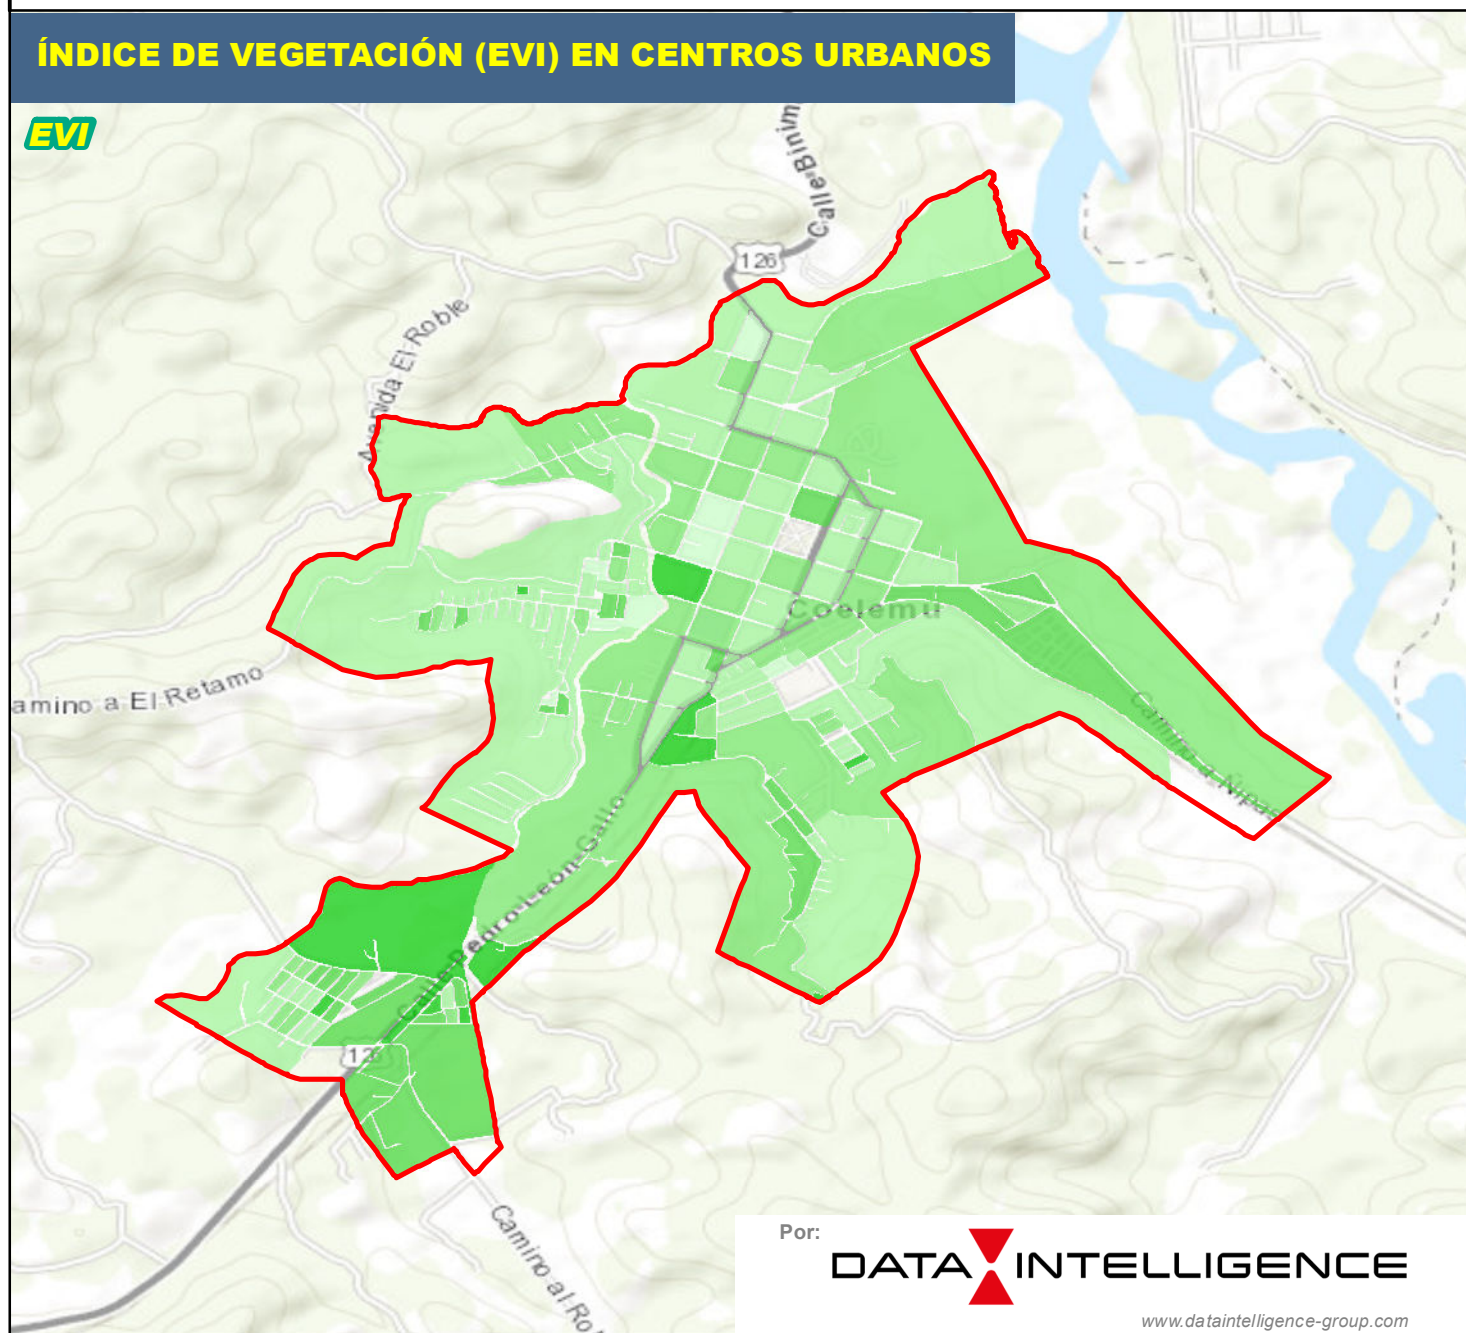 ÍNDICE DE VEGETACIÓN (EVI) EN CENTROS URBANOS
EVI
Calle Binim
126
Avenida El Roble
Coelemu
amino a El Retamo
Camino a Ñipas
Calle Pedro León Gallo
126
Camino al Ro
Por:
DATA INTELLIGENCE
www.dataintelligence-group.com